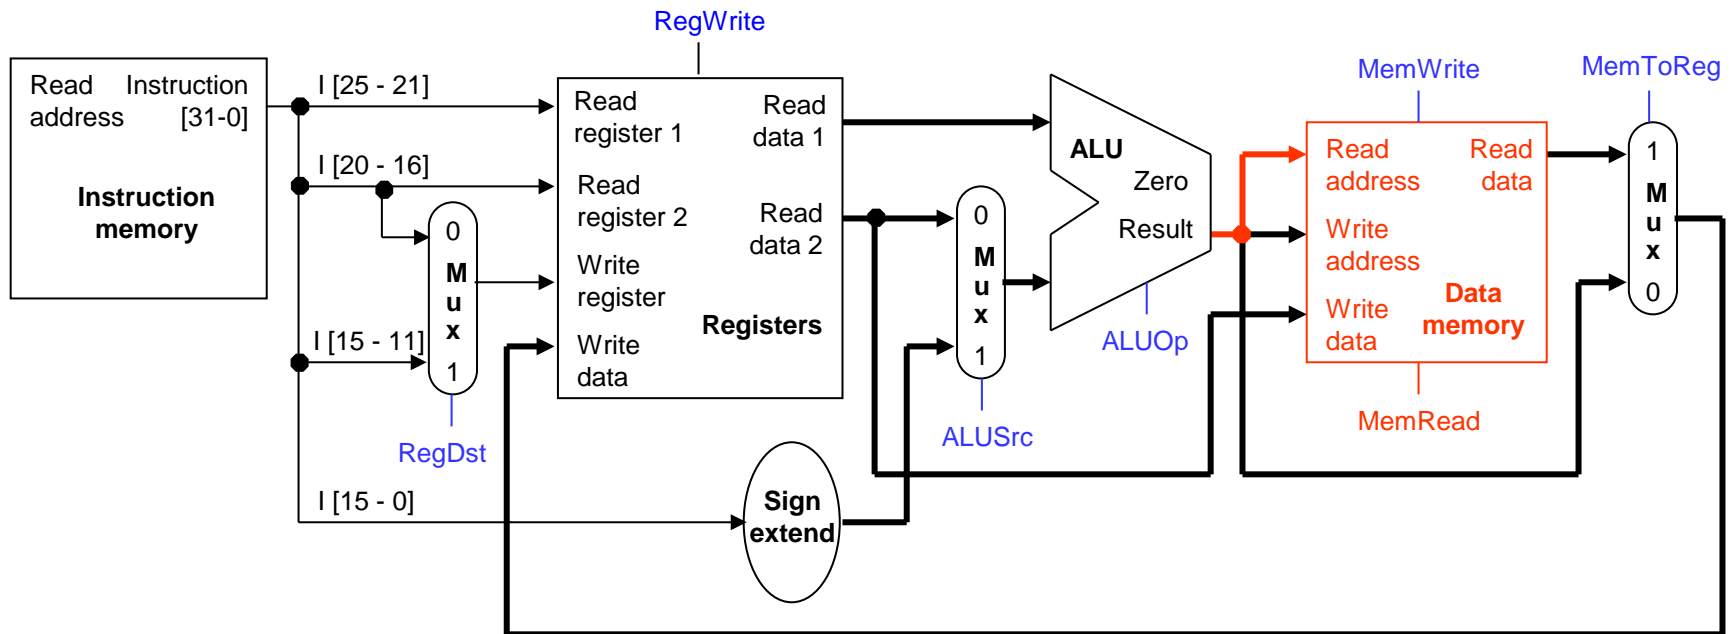 RegWrite
Read Instruction
address [31-0]
Instruction
memory
I [25 - 21]
I [20 - 16]
0
M
u
x
1
I [15 - 11]
RegDst
I [15 - 0]
Read
register 1
Read
data 1
Read
register 2
Read
data 2
Write
register
Registers
Write
data
Sign
extend
0
M
u
x
1
ALUSrc
ALU
Zero
Result
ALUOp
MemWrite
Read
address
Read
data
Write
address
Write
data
Data
memory
MemRead
MemToReg
1
M
u
x
0